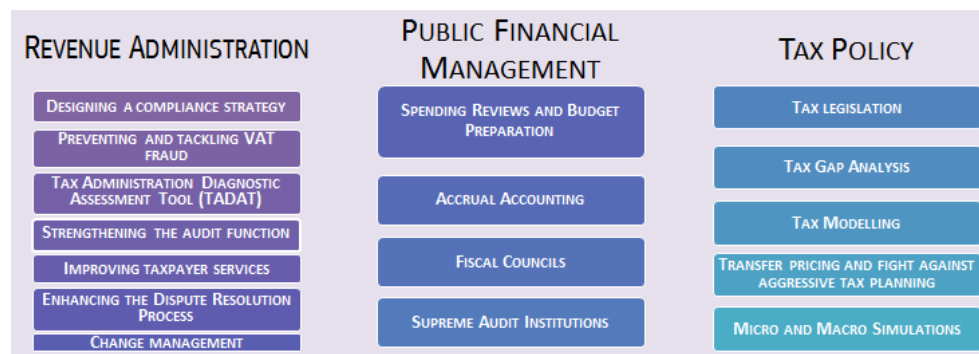 REVENUE ADMINISTRATION
DESIGNING A COMPLIANCE STRATEGY
PREVENTING AND TACKLING VAT
FRAUD
TAX ADMINISTRATION DIAGNOSTIC
ASSESSMENT TOOL (TADAT)
STRENGTHENING THE AUDIT FUNCTION
IMPROVING TAXPAYER SERVICES
ENHANCING THE DISPUTE RESOLUTION
PROCESS
CHANGE MANAGEMENT
PUBLIC FINANCIAL
MANAGEMENT
SPENDING REVIEWS AND BUDGET
PREPARATION
ACCRUAL ACCOUNTING
FISCAL COUNCILS
SUPREME AUDIT INSTITUTIONS
TAX POLICY
TAX LEGISLATION
TAX GAP ANALYSIS
TAX MODELLING
TRANSFER PRICING AND FIGHT AGAINST
AGGRESSIVE TAX PLANNING
MICRO AND MACRO SIMULATIONS